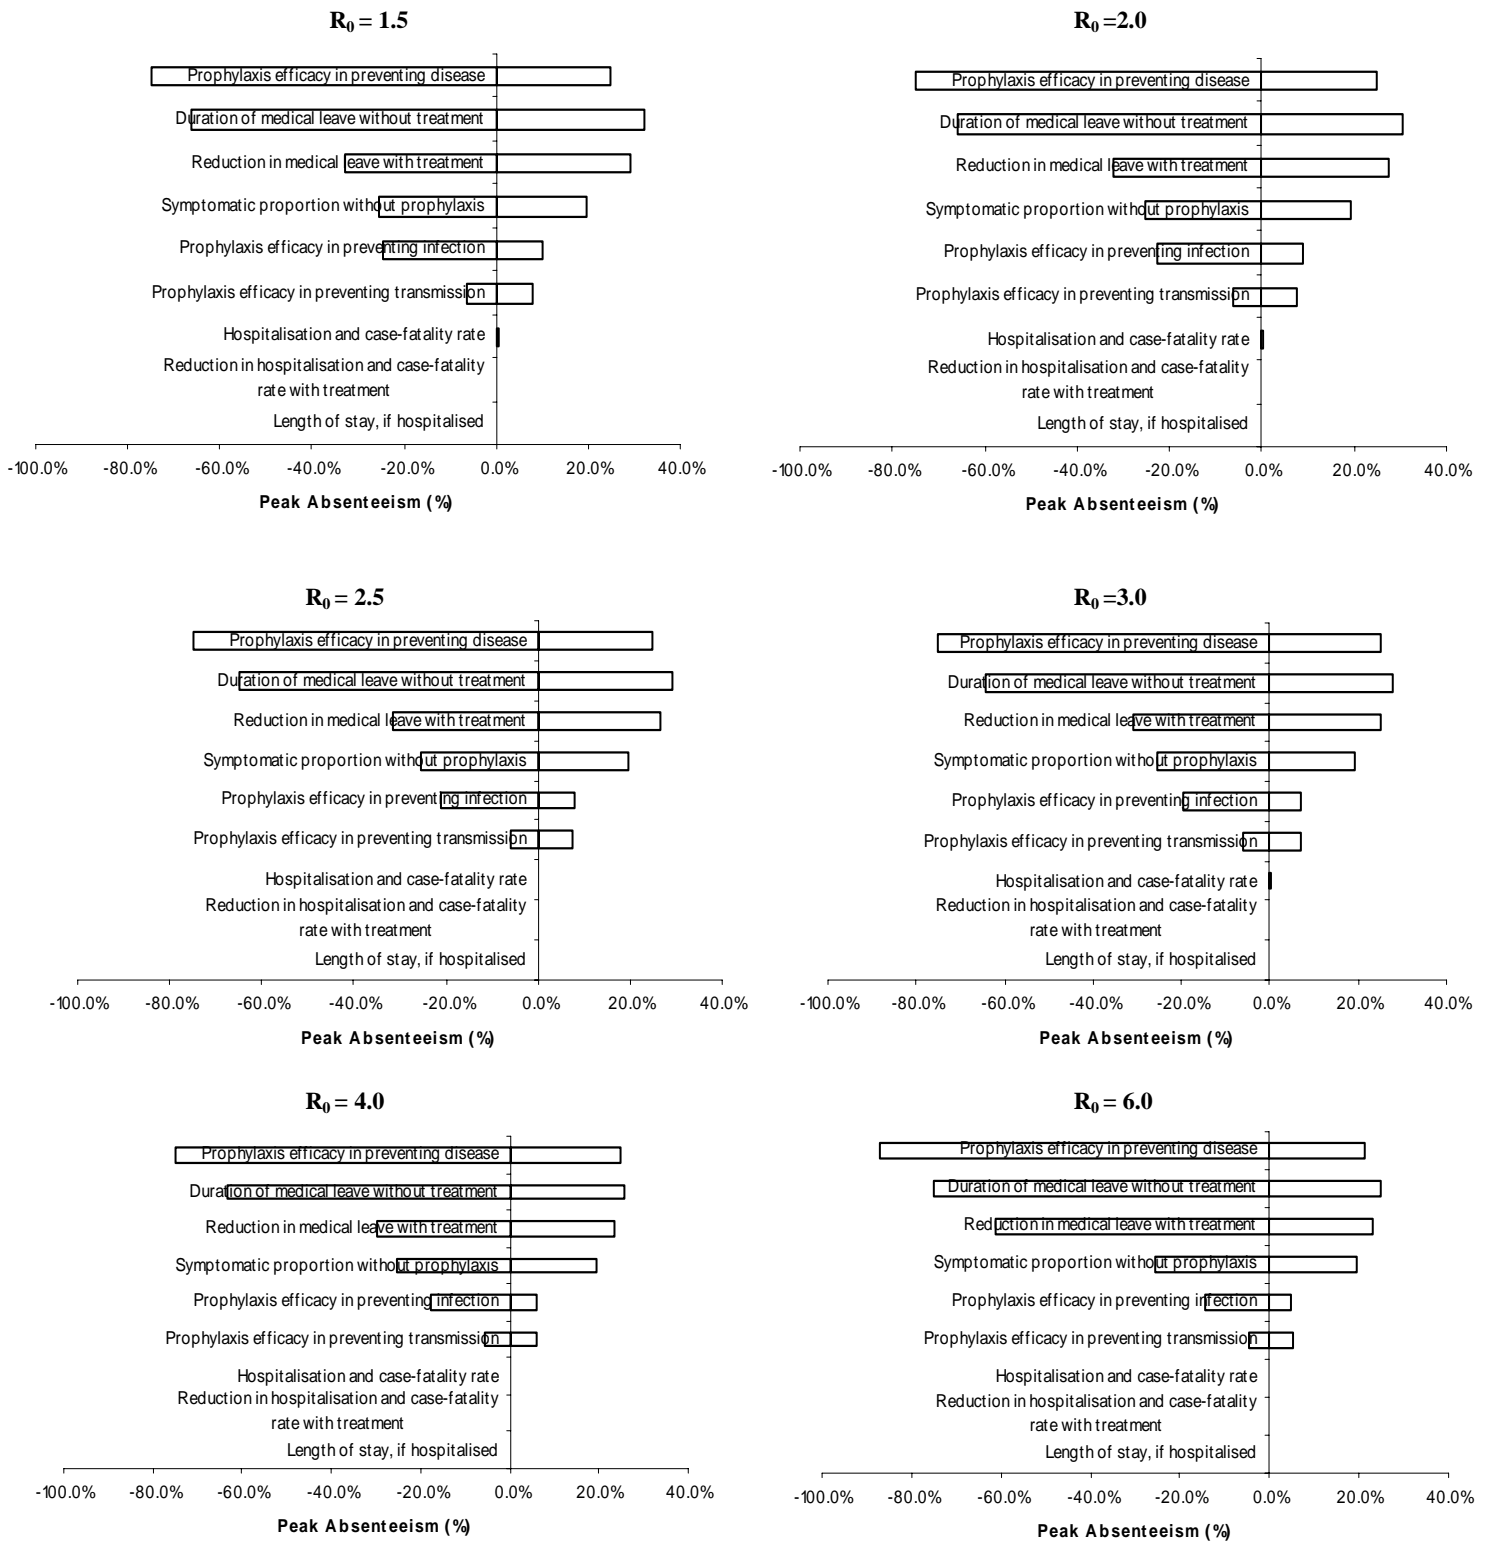 R0 = 1.5
Prophylaxis efficacy in preventing disease
Duration of medical leave without treatment
Reduction in medical leave with treatment
Symptomatic proportion without prophylaxis
Prophylaxis efficacy in preventing infection
Prophylaxis efficacy in preventing transmission
Hospitalisation and case-fatality rate
Reduction in hospitalisation and case-fatality
rate with treatment
Length of stay, if hospitalised
-100.0% -80.0% -60.0% -40.0% -20.0% 0.0% 20.0% 40.0%
Peak Absenteeism (%)
R0 =2.0
Prophylaxis efficacy in preventing disease
Duration of medical leave without treatment
Reduction in medical leave with treatment
Symptomatic proportion without prophylaxis
Prophylaxis efficacy in preventing infection
Prophylaxis efficacy in preventing transmission
Hospitalisation and case-fatality rate
Reduction in hospitalisation and case-fatality
rate with treatment
Length of stay, if hospitalised
-100.0% -80.0% -60.0% -40.0% -20.0% 0.0% 20.0% 40.0%
Peak Absenteeism (%)
R0 = 2.5
Prophylaxis efficacy in preventing disease
Duration of medical leave without treatment
Reduction in medical leave with treatment
Symptomatic proportion without prophylaxis
Prophylaxis efficacy in preventing infection
Prophylaxis efficacy in preventing transmission
Hospitalisation and case-fatality rate
Reduction in hospitalisation and case-fatality
rate with treatment
Length of stay, if hospitalised
-100.0% -80.0% -60.0% -40.0% -20.0% 0.0% 20.0% 40.0%
Peak Absenteeism (%)
R0 =3.0
Prophylaxis efficacy in preventing disease
Duration of medical leave without treatment
Reduction in medical leave with treatment
Symptomatic proportion without prophylaxis
Prophylaxis efficacy in preventing infection
Prophylaxis efficacy in preventing transmission
Hospitalisation and case-fatality rate
Reduction in hospitalisation and case-fatality
rate with treatment
Length of stay, if hospitalised
-100.0% -80.0% -60.0% -40.0% -20.0% 0.0% 20.0% 40.0%
Peak Absenteeism (%)
R0 = 4.0
Prophylaxis efficacy in preventing disease
Duration of medical leave without treatment
Reduction in medical leave with treatment
Symptomatic proportion without prophylaxis
Prophylaxis efficacy in preventing infection
Prophylaxis efficacy in preventing transmission
Hospitalisation and case-fatality rate
Reduction in hospitalisation and case-fatality
rate with treatment
Length of stay, if hospitalised
-100.0% -80.0% -60.0% -40.0% -20.0% 0.0% 20.0% 40.0%
Peak Absenteeism (%)
R0 = 6.0
Prophylaxis efficacy in preventing disease
Duration of medical leave without treatment
Reduction in medical leave with treatment
Symptomatic proportion without prophylaxis
Prophylaxis efficacy in preventing infection
Prophylaxis efficacy in preventing transmission
Hospitalisation and case-fatality rate
Reduction in hospitalisation and case-fatality
rate with treatment
Length of stay, if hospitalised
-100.0% -80.0% -60.0% -40.0% -20.0% 0.0% 20.0% 40.0%
Peak Absenteeism (%)